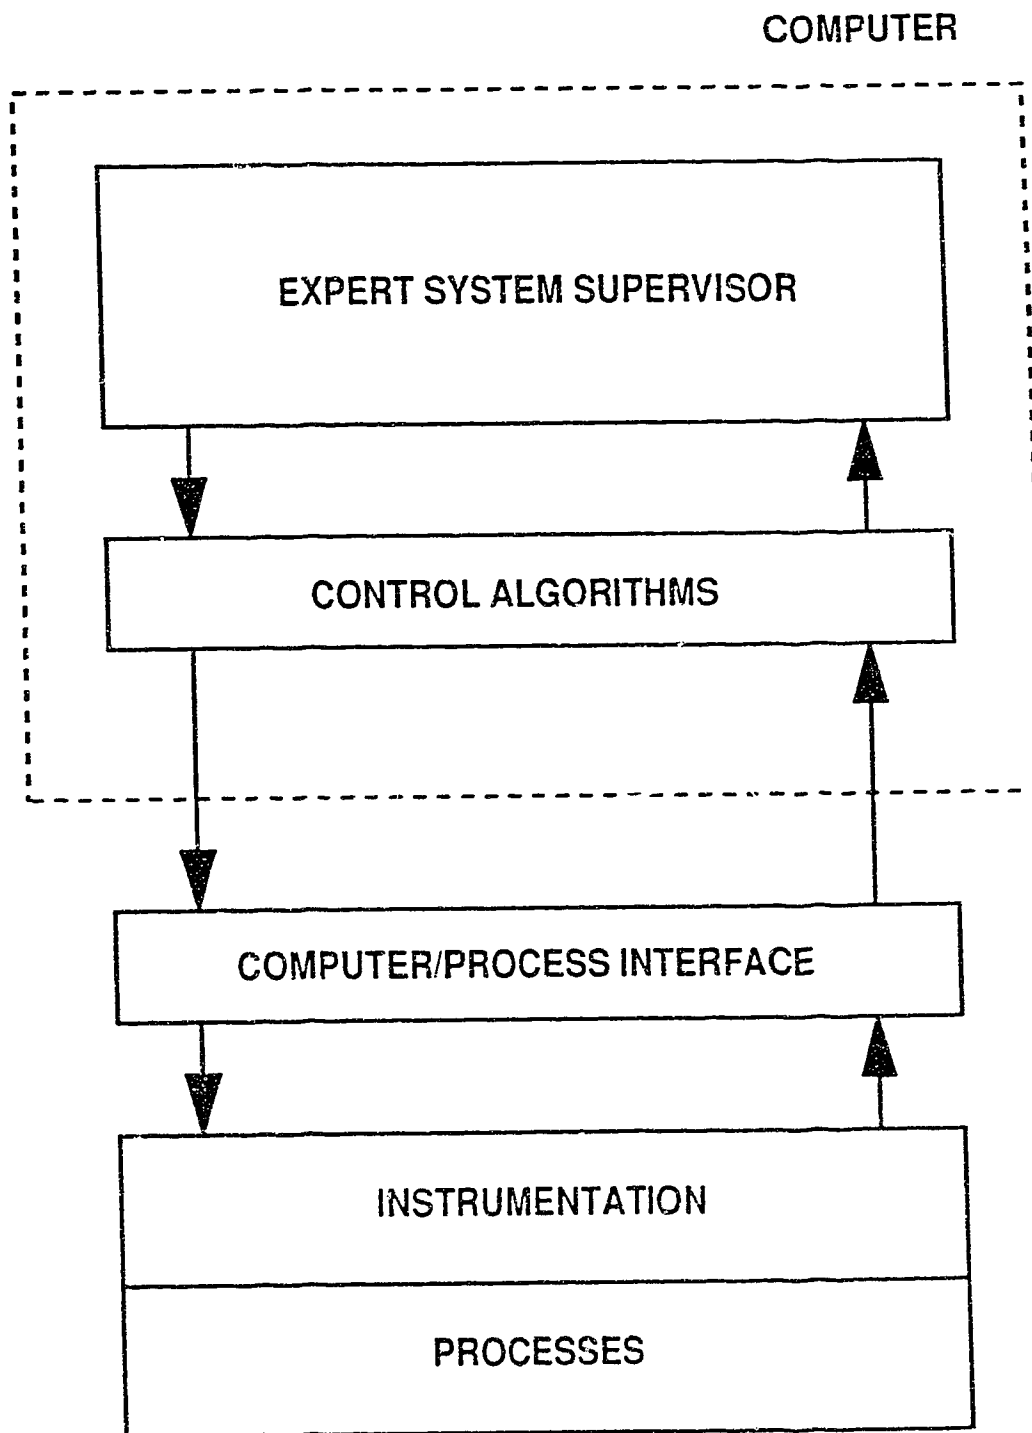 COMPUTER
EXPERT SYSTEM SUPERVISOR
CONTROL ALGORITHMS
COMPUTER/PROCESS INTERFACE
INSTRUMENTATION
PROCESSES